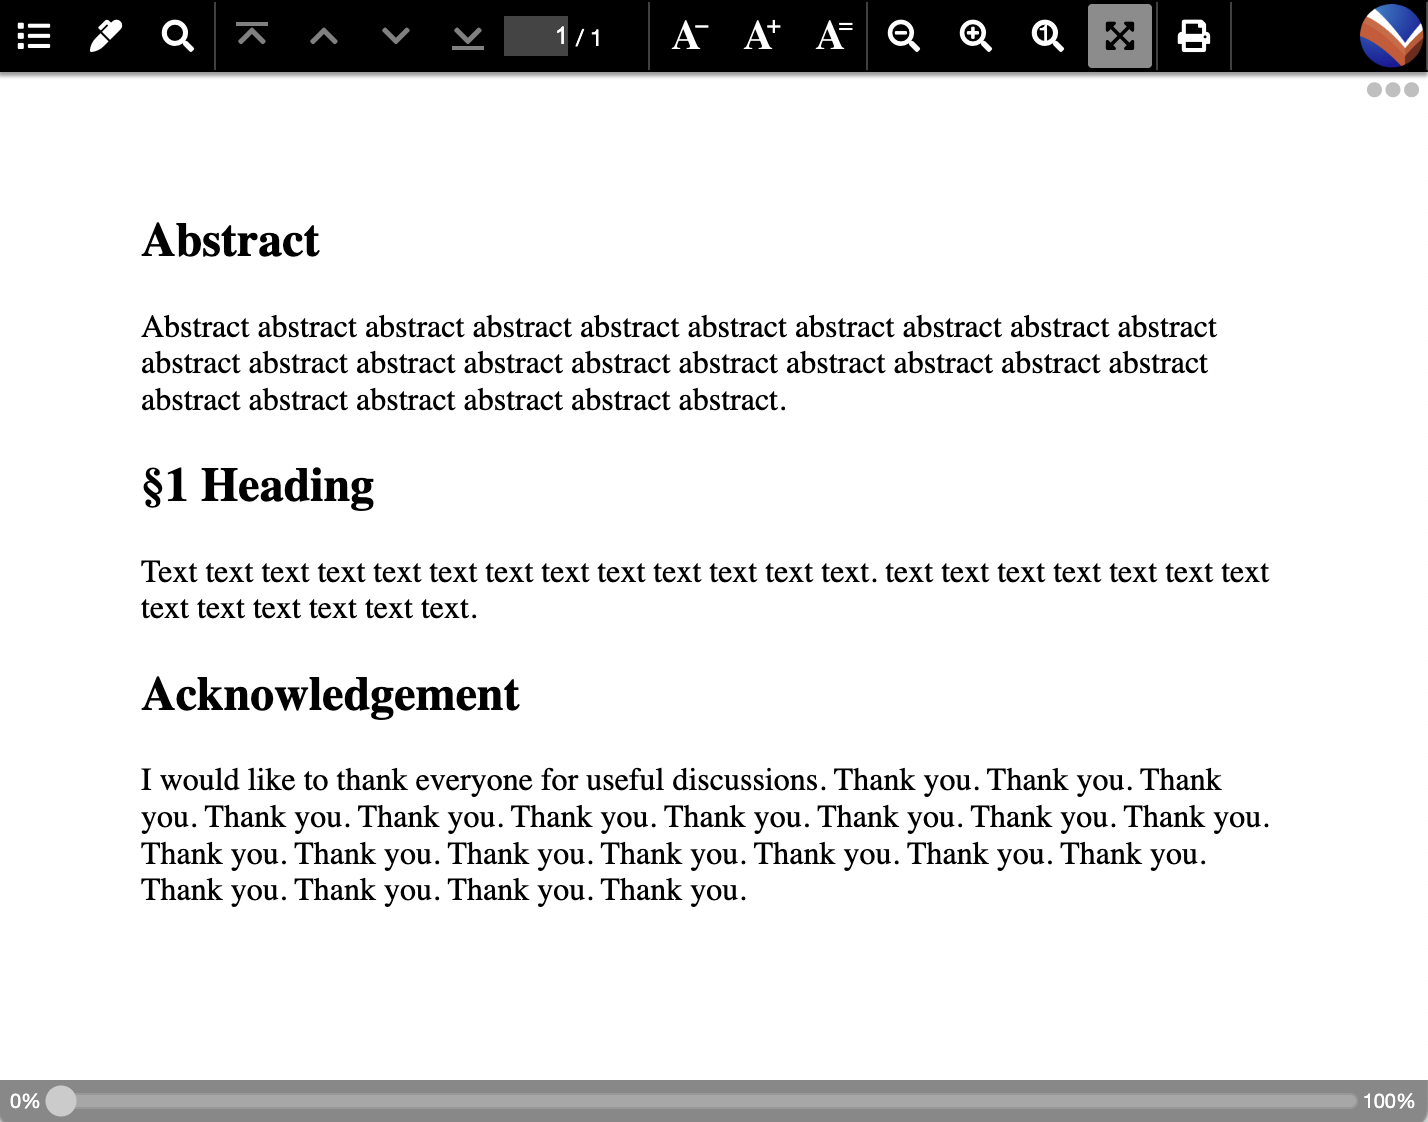 1 / 1
A- A+ A=
Abstract
Abstract abstract abstract abstract abstract abstract abstract abstract abstract abstract
abstract abstract abstract abstract abstract abstract abstract abstract abstract abstract
abstract abstract abstract abstract abstract abstract.
§1 Heading
Text text text text text text text text text text text text text. text text text text text text text
text text text text text text.
Acknowledgement
I would like to thank everyone for useful discussions. Thank you. Thank you. Thank
you. Thank you. Thank you. Thank you. Thank you. Thank you. Thank you. Thank you.
Thank you. Thank you. Thank you. Thank you. Thank you. Thank you. Thank you.
Thank you. Thank you. Thank you. Thank you.
0% 100%